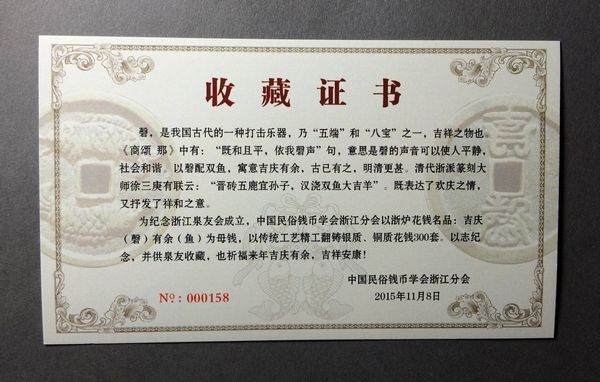 收藏证书
磬，是我国古代的一种打击乐器，乃“五端”和“八宝”之一，吉祥之物也
《商颂 那》中有：“既和且平，依我磬声”句，意思是磬的声音可以使人平静，
社会和谐。以磬配双鱼，寓意吉庆有余，古已有之，明清更甚。清代浙派篆刻大
师徐三庚有联云：“晋砖五鹿宜孙子，汉浇双鱼大吉羊”。既表达了欢庆之情，
又抒发了祥和之意。
为纪念浙江泉友会成立，中国民俗钱币学会浙江分会以浙炉花钱名品：吉庆
（磬）有余（鱼）为母钱，以传统工艺精工翻铸银质、铜质花钱300套。以志纪
念，并供泉友收藏，也祈福来年吉庆有余，吉祥安康！
中国民俗钱币学会浙江分会
2015年11月8日
№：000158